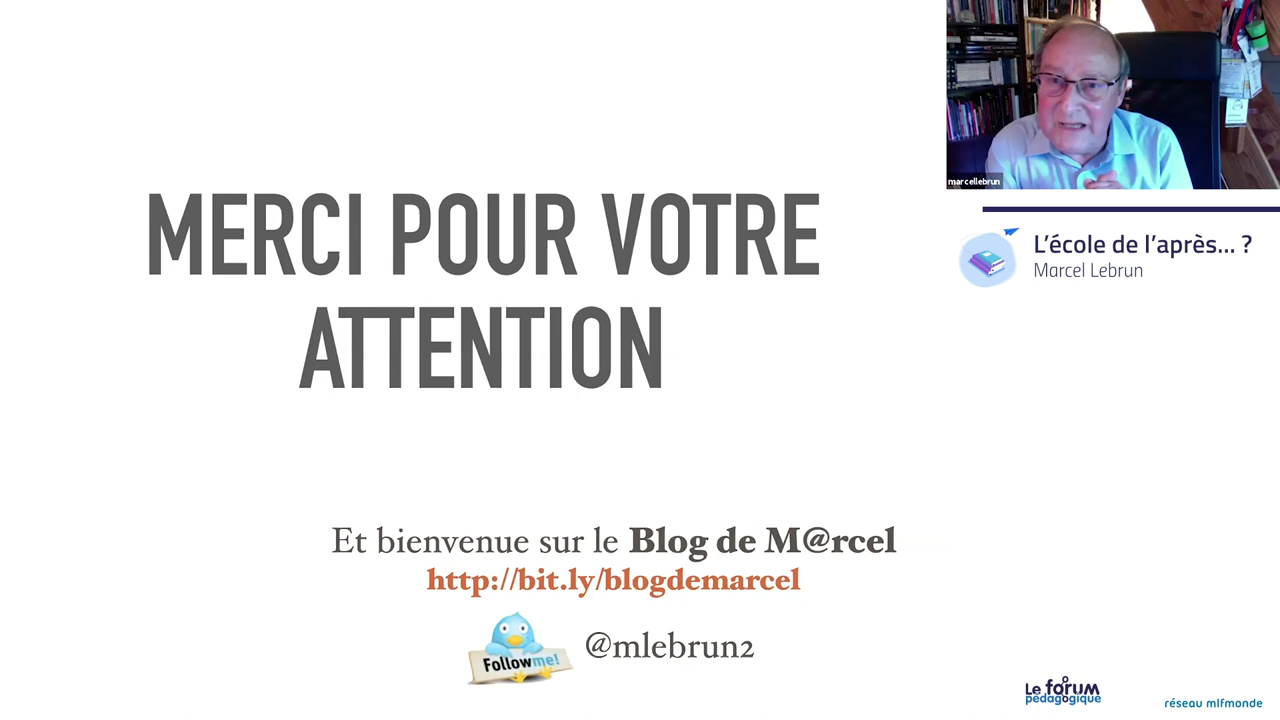 MERCI POUR VOTRE
ATTENTION
Et bienvenue sur le Blog de M@rcel
http://bit.ly/blogdemarcel
Follow me!
@mlebrun2
marcellebrun
L'école de l'après... ?
Marcel Lebrun
Le forum
pédagogique
réseau mlfmonde